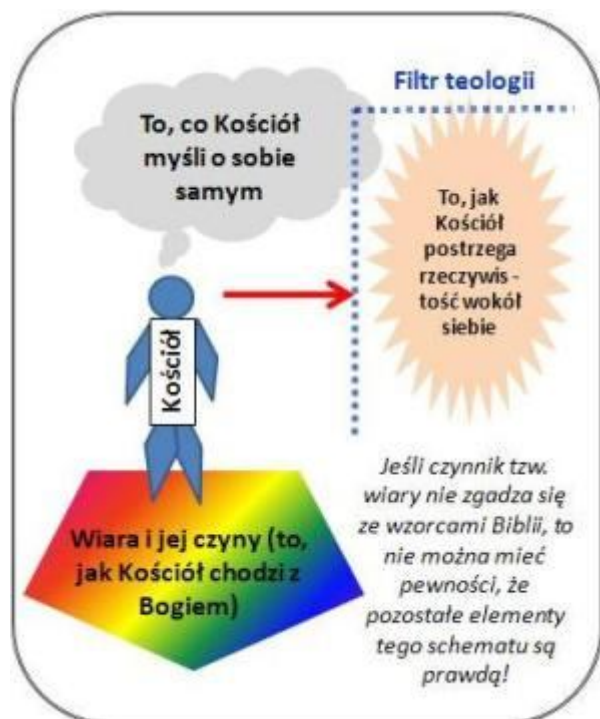 Filtr teologii
To, co Kościół
myśli o sobie
samym
To, jak
Kościół
postrzega
rzeczywis -
tość wokół
siebie
Kościół
Wiara i jej czyny (to,
jak Kościół chodzi z
Bogiem)
Jeśli czynnik tzw.
wiary nie zgadza się
ze wzorcami Biblii, to
nie można mieć
pewności, że
pozostałe elementy
tego schematu są
prawdą!